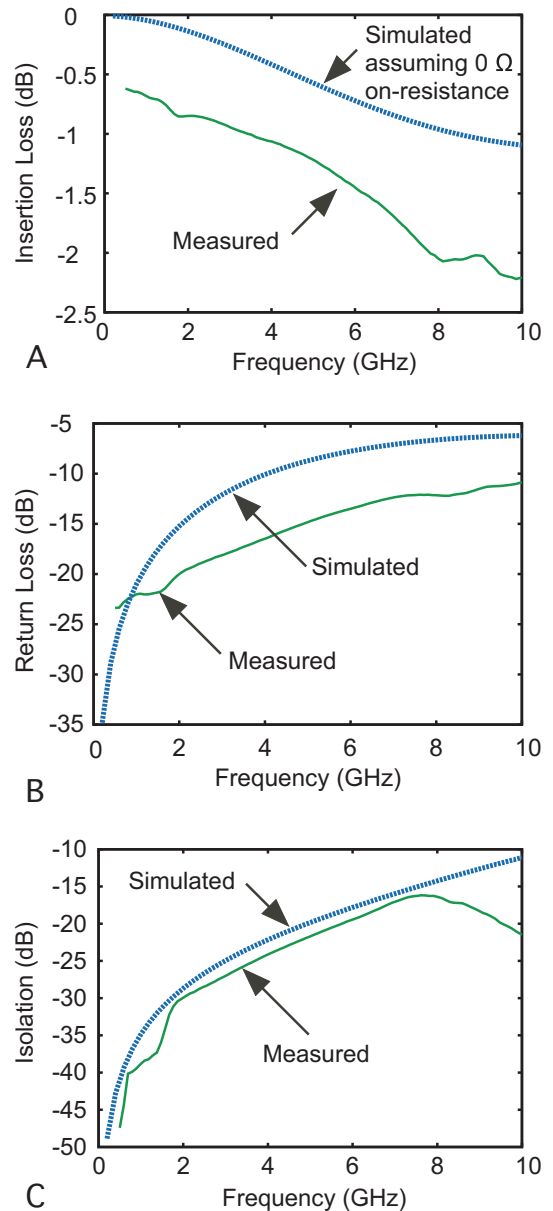 0
-0.5
-1
-1.5
-2
-2.5
Insertion Loss (dB)
Simulated
assuming 0 Ω
on-resistance
Measured
0 2 4 6 8 10
Frequency (GHz)
A
-5
-10
-15
-20
-25
-30
-35
Return Loss (dB)
Simulated
Measured
0 2 4 6 8 10
Frequency (GHz)
B
-10
-15
-20
-25
-30
-35
-40
-45
-50
Isolation (dB)
Simulated
Measured
0 2 4 6 8 10
Frequency (GHz)
C